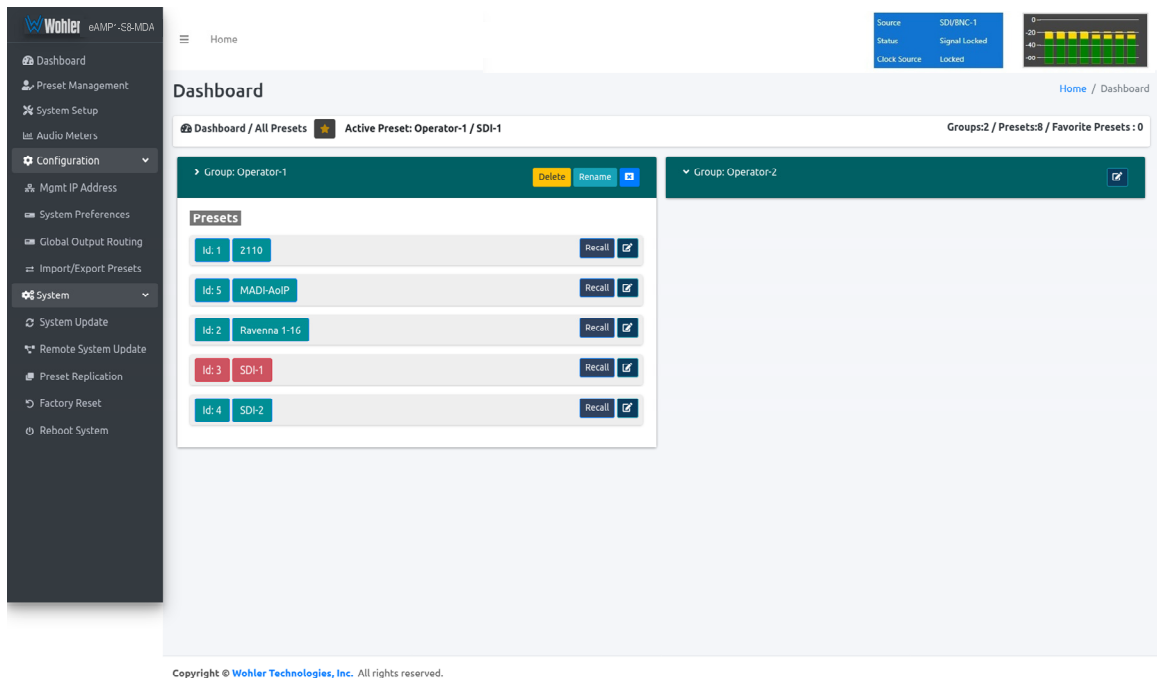 Wohler eAMP1-S8-MDA
Dashboard
Preset Management
System Setup
Audio Meters
Configuration
Mgmt IP Address
System Preferences
Global Output Routing
Import/Export Presets
System
System Update
Remote System Update
Preset Replication
Factory Reset
Reboot System
Home
Source SDI/BNC-1
Status Signal Locked
Clock Source Locked
0
-20
-40
-oo
Dashboard
Home / Dashboard
Dashboard / All Presets Active Preset: Operator-1 / SDI-1 Groups:2 / Presets:8 / Favorite Presets : 0
Group: Operator-1 Delete Rename
Presets
Id: 1 2110 Recall
Id: 5 MADI-AoIP Recall
Id: 2 Ravenna 1-16 Recall
Id: 3 SDI-1 Recall
Id: 4 SDI-2 Recall
Group: Operator-2
Copyright © Wohler Technologies, Inc. All rights reserved.